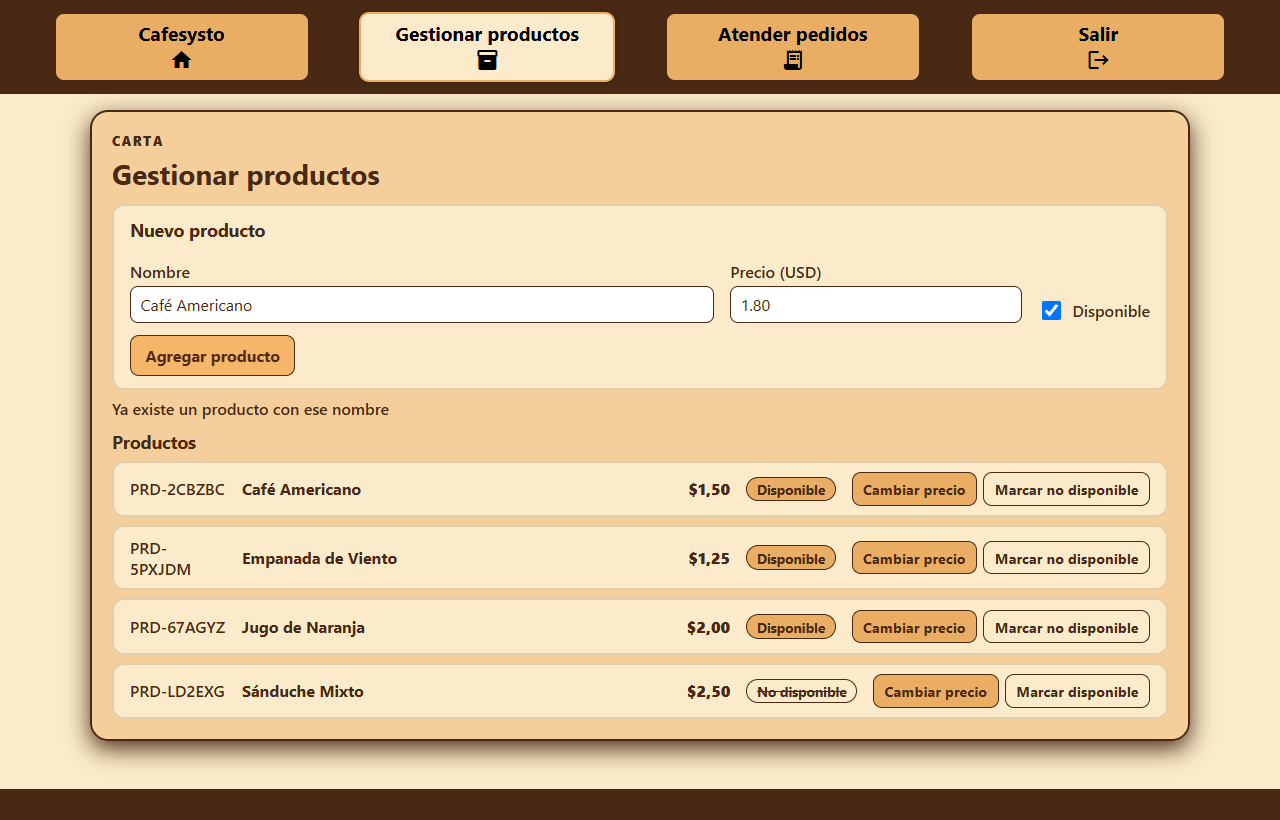 Cafesysto
Gestionar productos
Atender pedidos
Salir
CARTA
Gestionar productos
Nuevo producto
Nombre
Precio (USD)
Café Americano
1.80
Disponible
Agregar producto
Ya existe un producto con ese nombre
Productos
PRD-2CBZBC Café Americano $1,50 Disponible Cambiar precio Marcar no disponible
PRD-
5PXJDM Empanada de Viento $1,25 Disponible Cambiar precio Marcar no disponible
PRD-67AGYZ Jugo de Naranja $2,00 Disponible Cambiar precio Marcar no disponible
PRD-LD2EXG Sánduche Mixto $2,50 No disponible Cambiar precio Marcar disponible